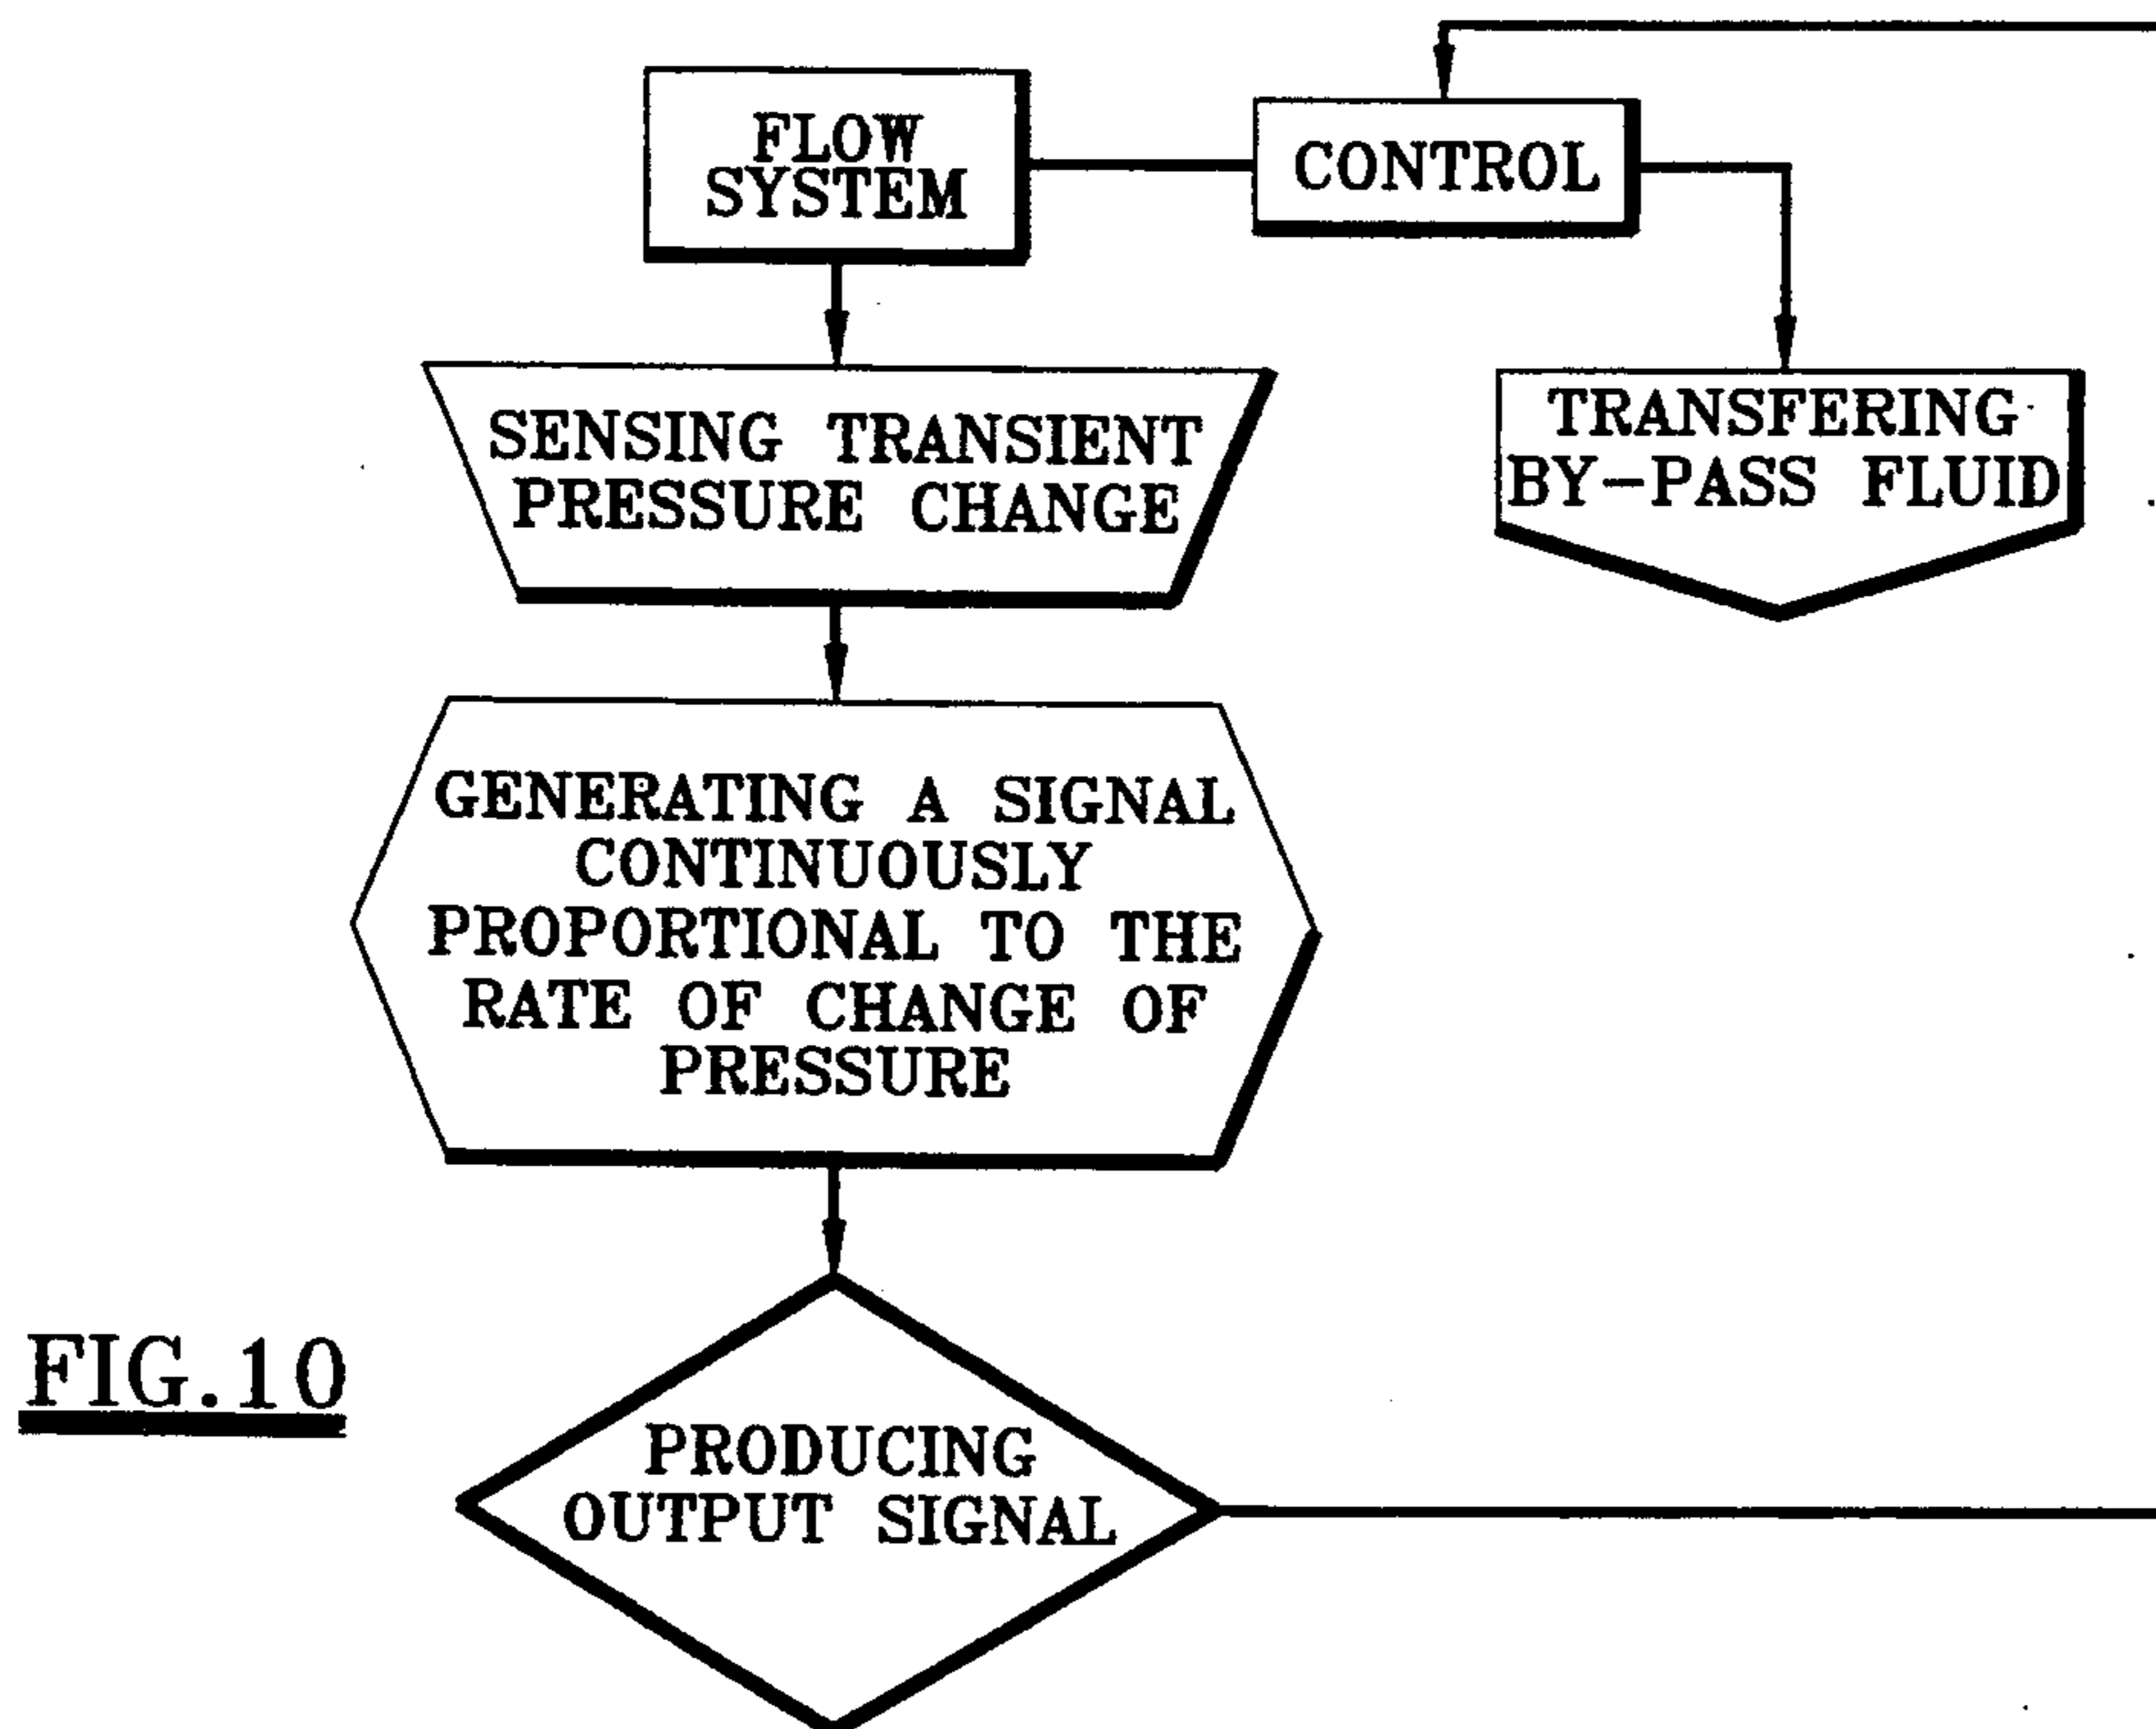 FLOW
SYSTEM
CONTROL
SENSING TRANSIENT
PRESSURE CHANGE
TRANSFERING
BY-PASS FLUID
GENERATING A SIGNAL
CONTINUOUSLY
PROPORTIONAL TO THE
RATE OF CHANGE OF
PRESSURE
FIG.10
PRODUCING
OUTPUT SIGNAL